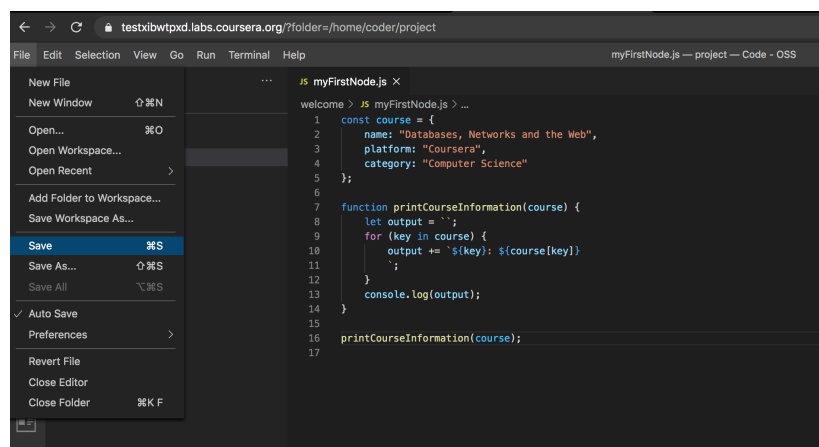 testxibwtpxd.labs.coursera.org/?folder=/home/coder/project
File Edit Selection View Go Run Terminal Help myFirstNode.js — project — Code - OSS
New File
New Window ⇧⌘N
Open... ⌘O
Open Workspace...
Open Recent
Add Folder to Workspace...
Save Workspace As...
Save ⌘S
Save As... ⇧⌘S
Save All ⌥⌘S
Auto Save
Preferences
Revert File
Close Editor
Close Folder ⌘K F
JS myFirstNode.js ×
welcome > JS myFirstNode.js > ...
1 const course = {
2 name: "Databases, Networks and the Web",
3 platform: "Coursera",
4 category: "Computer Science"
5 };
6
7 function printCourseInformation(course) {
8 let output = ``;
9 for (key in course) {
10 output += `${key}: ${course[key]}
11 `;
12 }
13 console.log(output);
14 }
15
16 printCourseInformation(course);
17